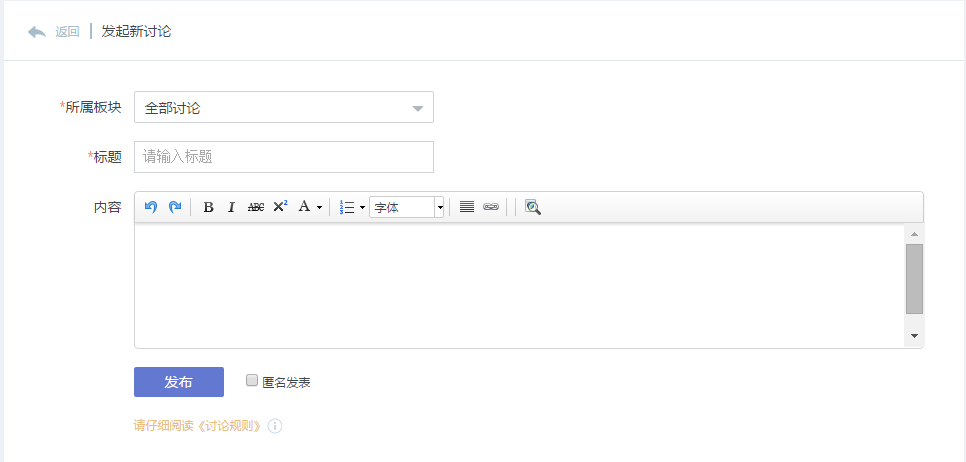 返回 发起新讨论
*所属板块 全部讨论
*标题 请输入标题
内容 B I ABC X² A 字体
发布 匿名发表
请仔细阅读《讨论规则》